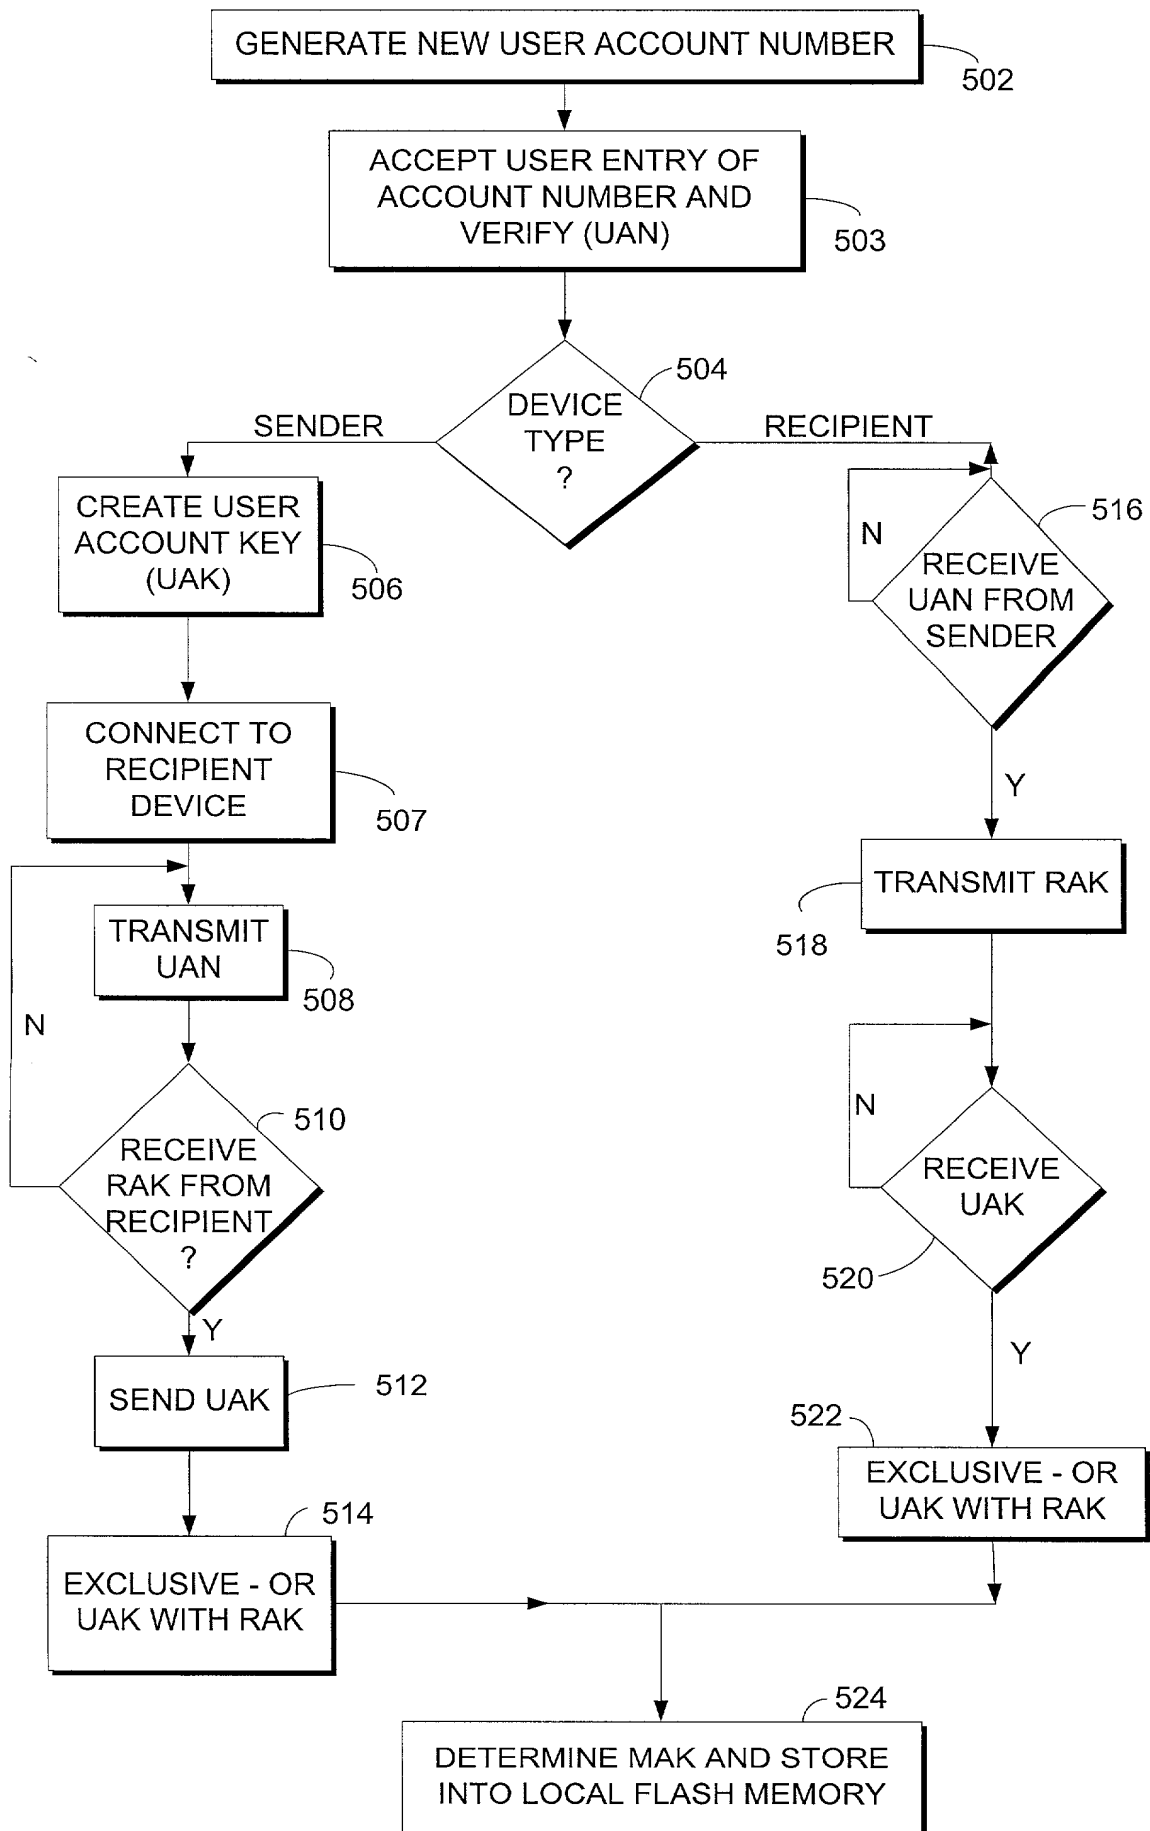 GENERATE NEW USER ACCOUNT NUMBER
502
ACCEPT USER ENTRY OF
ACCOUNT NUMBER AND
VERIFY (UAN)
503
504
DEVICE
TYPE
?
SENDER
RECIPIENT
CREATE USER
ACCOUNT KEY
(UAK)
506
516
N
RECEIVE
UAN FROM
SENDER
Y
CONNECT TO
RECIPIENT
DEVICE
507
TRANSMIT RAK
518
TRANSMIT
UAN
508
N
510
RECEIVE
RAK FROM
RECIPIENT
?
Y
N
RECEIVE
UAK
520
Y
SEND UAK
512
522
EXCLUSIVE - OR
UAK WITH RAK
514
EXCLUSIVE - OR
UAK WITH RAK
524
DETERMINE MAK AND STORE
INTO LOCAL FLASH MEMORY